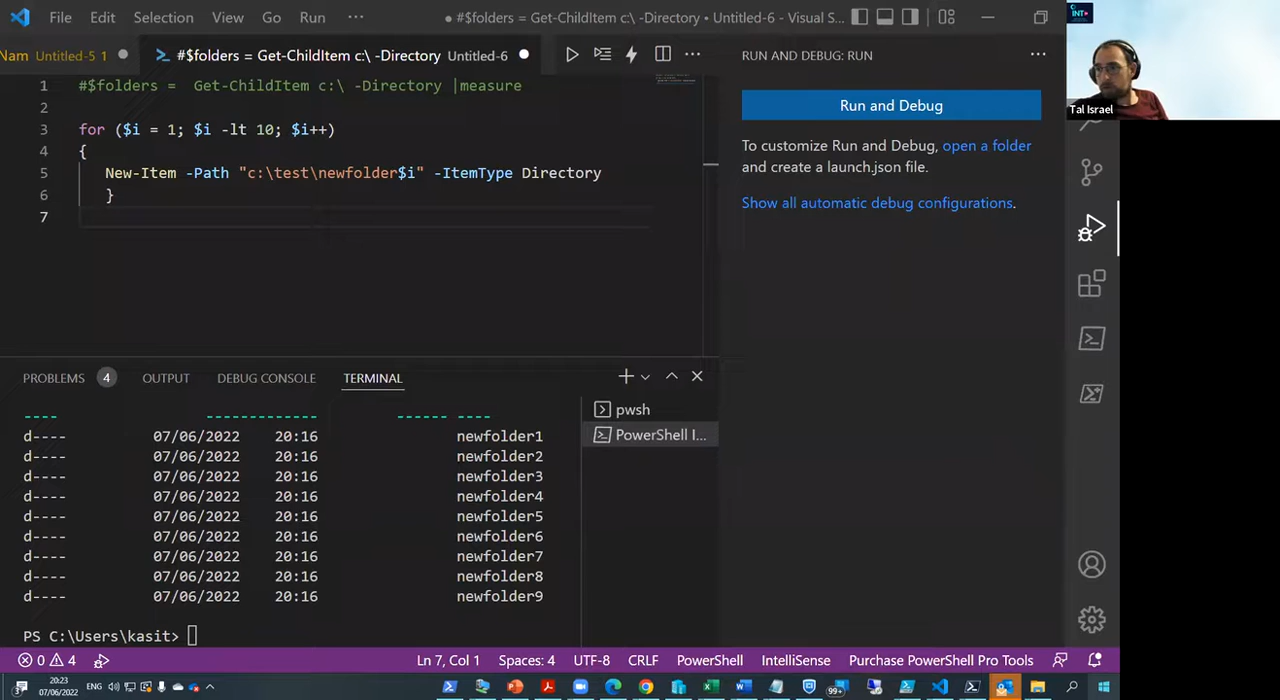 File Edit Selection View Go Run ··· ● #$folders = Get-ChildItem c:\ -Directory • Untitled-6 - Visual S...
Nam Untitled-5 1 #$folders = Get-ChildItem c:\ -Directory Untitled-6
1 #$folders =  Get-ChildItem c:\ -Directory |measure
2
3 for ($i = 1; $i -lt 10; $i++)
4 {
5 New-Item -Path "c:\test\newfolder$i" -ItemType Directory
6 }
7
RUN AND DEBUG: RUN
Run and Debug
To customize Run and Debug, open a folder
and create a launch.json file.
Show all automatic debug configurations.
INT
Tal Israel
PROBLEMS 4 OUTPUT DEBUG CONSOLE TERMINAL
---- ------------- ------ ----
d---- 07/06/2022 20:16 newfolder1
d---- 07/06/2022 20:16 newfolder2
d---- 07/06/2022 20:16 newfolder3
d---- 07/06/2022 20:16 newfolder4
d---- 07/06/2022 20:16 newfolder5
d---- 07/06/2022 20:16 newfolder6
d---- 07/06/2022 20:16 newfolder7
d---- 07/06/2022 20:16 newfolder8
d---- 07/06/2022 20:16 newfolder9
PS C:\Users\kasit>
pwsh
PowerShell I...
0 4 Ln 7, Col 1 Spaces: 4 UTF-8 CRLF PowerShell IntelliSense Purchase PowerShell Pro Tools
3 20:23
07/06/2022
ENG
99+